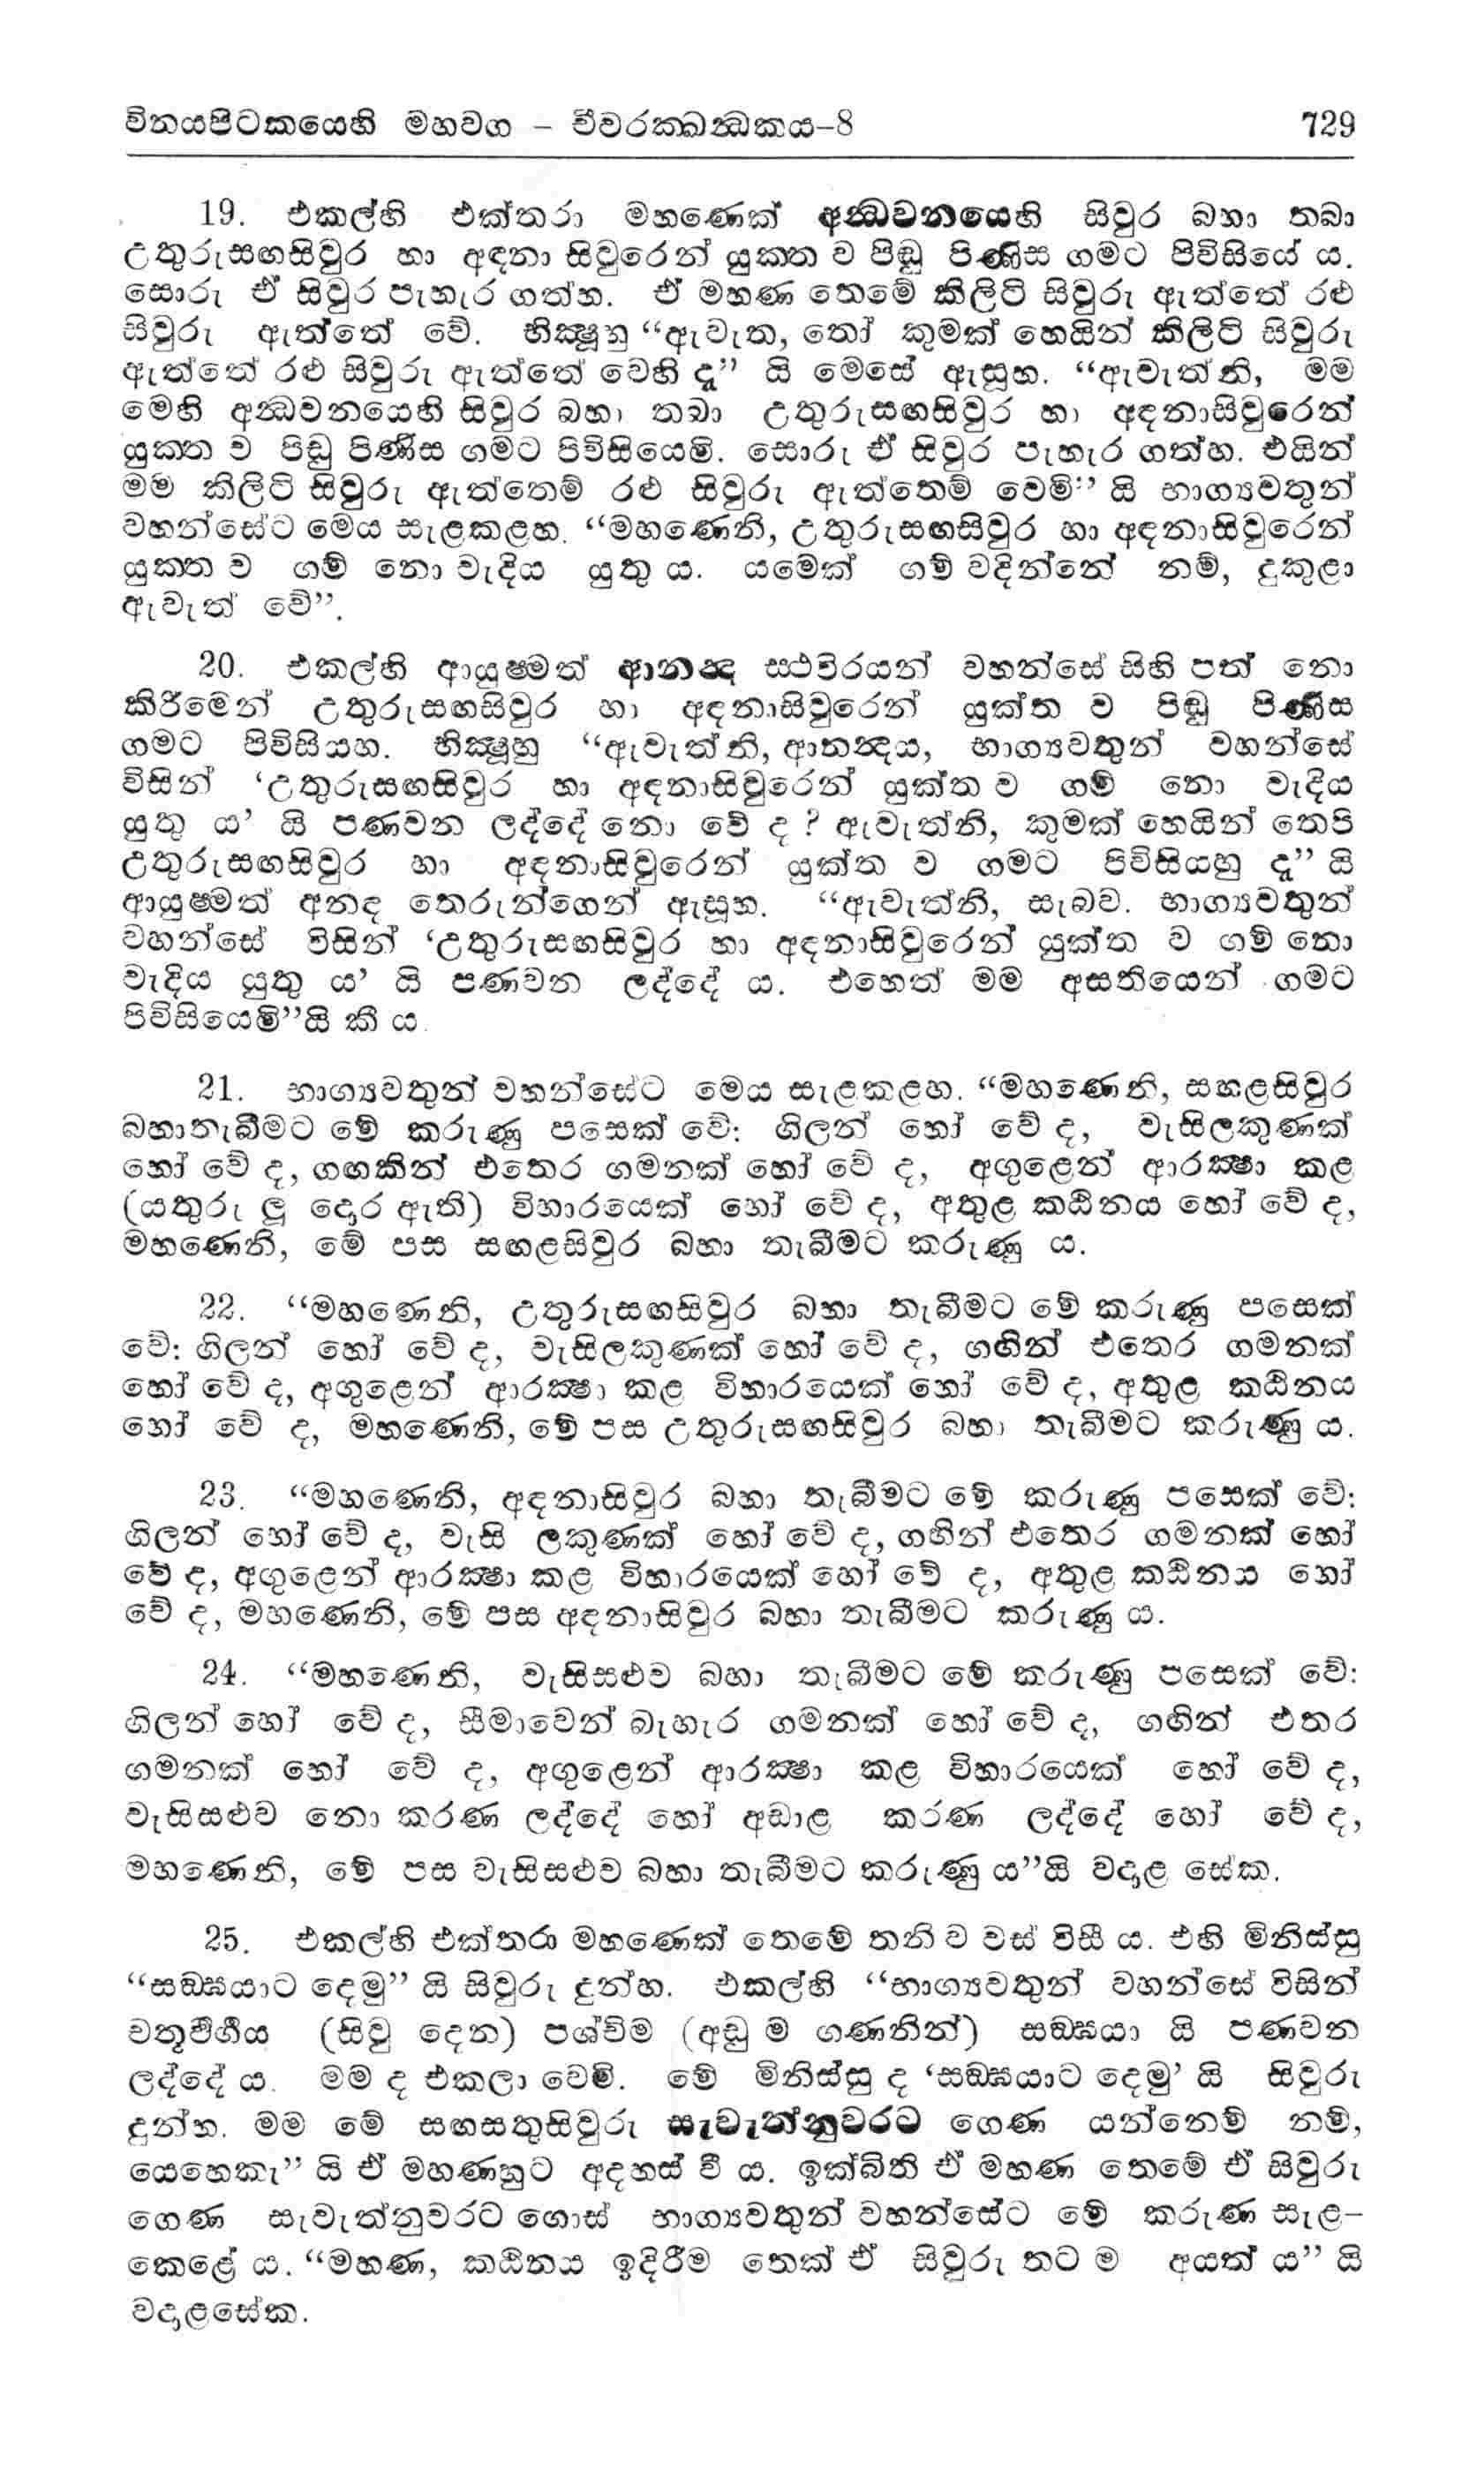 විනයපිටකයෙහි මහවග – චීවරක්ඛන්ධකය–8 729
19. එකල්හි එක්තරා මහණෙක් අන්ධවනයෙහි සිවුර බහා තබා
උතුරුසඟසිවුර හා අඳනා සිවුරෙන් යුක්ත ව පිඬු පිණිස ගමට පිවිසියේ ය.
සොරු ඒ සිවුර පැහැර ගත්හ. ඒ මහණ තෙමේ කිලිටි සිවුරු ඇත්තේ රළු
සිවුරු ඇත්තේ වේ. භික්ෂූහු “ඇවැත, තෝ කුමක් හෙයින් කිලිටි සිවුරු
ඇත්තේ රළු සිවුරු ඇත්තේ වෙහි දැ” යි මෙසේ ඇසූහ. “ඇවැත්නි, මම
මෙහි අන්ධවනයෙහි සිවුර බහා තබා උතුරුසඟසිවුර හා අඳනාසිවුරෙන්
යුක්ත ව පිඩු පිණිස ගමට පිවිසියෙමි. සොරු ඒ සිවුර පැහැර ගත්හ. එයින්
මම කිලිටි සිවුරු ඇත්තෙම් රළු සිවුරු ඇත්තෙම් වෙමි” යි භාග්‍යවතුන්
වහන්සේට මෙය සැළකළහ. “මහණෙනි, උතුරුසඟසිවුර හා අඳනාසිවුරෙන්
යුක්ත ව ගම් නො වැදිය යුතු ය. යමෙක් ගම් වදින්නේ නම්, දුකුළා
ඇවැත් වේ”.
20. එකල්හි ආයුෂ්මත් ආනන්ද ස්ථවිරයන් වහන්සේ සිහි පත් නො
කිරීමෙන් උතුරුසඟසිවුර හා අඳනාසිවුරෙන් යුක්ත ව පිඬු පිණිස
ගමට පිවිසියහ. භික්ෂූහු “ඇවැත්නි, ආනන්දය, භාග්‍යවතුන් වහන්සේ
විසින් ‘උතුරුසඟසිවුර හා අඳනාසිවුරෙන් යුක්ත ව ගම් නො වැදිය
යුතු ය’ යි පණවන ලද්දේ නො වේ ද ? ඇවැත්නි, කුමක් හෙයින් තෙපි
උතුරුසඟසිවුර හා අඳනාසිවුරෙන් යුක්ත ව ගමට පිවිසියහු දැ” යි
ආයුෂ්මත් අනඳ තෙරුන්ගෙන් ඇසූහ. “ඇවැත්නි, සැබව. භාග්‍යවතුන්
වහන්සේ විසින් ‘උතුරුසඟසිවුර හා අඳනාසිවුරෙන් යුක්ත ව ගම් නො
වැදිය යුතු ය’ යි පණවන ලද්දේ ය. එහෙත් මම අසතියෙන් ගමට
පිවිසියෙමි”යි කී ය.
21. භාග්‍යවතුන් වහන්සේට මෙය සැළකළහ. “මහණෙනි, සඟළසිවුර
බහාතැබීමට මේ කරුණු පසෙක් වේ: ගිලන් හෝ වේ ද, වැසිලකුණක්
හෝ වේ ද, ගඟකින් එතෙර ගමනක් හෝ වේ ද, අගුළෙන් ආරක්ෂා කළ
(යතුරු ලූ දොර ඇති) විහාරයෙක් හෝ වේ ද, අතුළ කඨිනය හෝ වේ ද,
මහණෙනි, මේ පස සඟළසිවුර බහා තැබීමට කරුණු ය.
22. “මහණෙනි, උතුරුසඟසිවුර බහා තැබීමට මේ කරුණු පසෙක්
වේ: ගිලන් හෝ වේ ද, වැසිලකුණක් හෝ වේ ද, ගඟින් එතෙර ගමනක්
හෝ වේ ද, අගුළෙන් ආරක්ෂා කළ විහාරයෙක් හෝ වේ ද, අතුළ කඨිනය
හෝ වේ ද, මහණෙනි, මේ පස උතුරුසඟසිවුර බහා තැබීමට කරුණු ය.
23. “මහණෙනි, අඳනාසිවුර බහා තැබීමට මේ කරුණු පසෙක් වේ:
ගිලන් හෝ වේ ද, වැසි ලකුණක් හෝ වේ ද, ගඟින් එතෙර ගමනක් හෝ
වේ ද, අගුළෙන් ආරක්ෂා කළ විහාරයෙක් හෝ වේ ද, අතුළ කඨිනය හෝ
වේ ද, මහණෙනි, මේ පස අඳනාසිවුර බහා තැබීමට කරුණු ය.
24. “මහණෙනි, වැසිසළුව බහා තැබීමට මේ කරුණු පසෙක් වේ:
ගිලන් හෝ වේ ද, සීමාවෙන් බැහැර ගමනක් හෝ වේ ද, ගඟින් එතර
ගමනක් හෝ වේ ද, අගුළෙන් ආරක්ෂා කළ විහාරයෙක් හෝ වේ ද,
වැසිසළුව නො කරණ ලද්දේ හෝ අඩාළ කරණ ලද්දේ හෝ වේ ද,
මහණෙනි, මේ පස වැසිසළුව බහා තැබීමට කරුණු ය”යි වදාළ සේක.
25. එකල්හි එක්තරා මහණෙක් තෙමේ තනි ව වස් විසී ය. එහි මිනිස්සු
“සඞ්ඝයාට දෙමු” යි සිවුරු දුන්හ. එකල්හි “භාග්‍යවතුන් වහන්සේ විසින්
චතුර්වර්ගීය (සිවු දෙන) පශ්චිම (අඩු ම ගණනින්) සඞ්ඝයා යි පණවන
ලද්දේ ය. මම ද එකලා වෙමි. මේ මිනිස්සු ද ‘සඞ්ඝයාට දෙමු’ යි සිවුරු
දුන්හ. මම මේ සඟසතුසිවුරු සැවැත්නුවරට ගෙණ යන්නෙම් නම්,
යෙහෙකැ” යි ඒ මහණහුට අදහස් වී ය. ඉක්බිති ඒ මහණ තෙමේ ඒ සිවුරු
ගෙණ සැවැත්නුවරට ගොස් භාග්‍යවතුන් වහන්සේට මේ කරුණ සැළ–
කෙළේ ය. “මහණ, කඨිනය ඉදිරීම තෙක් ඒ සිවුරු තට ම අයත් ය” යි
වදාළසේක.